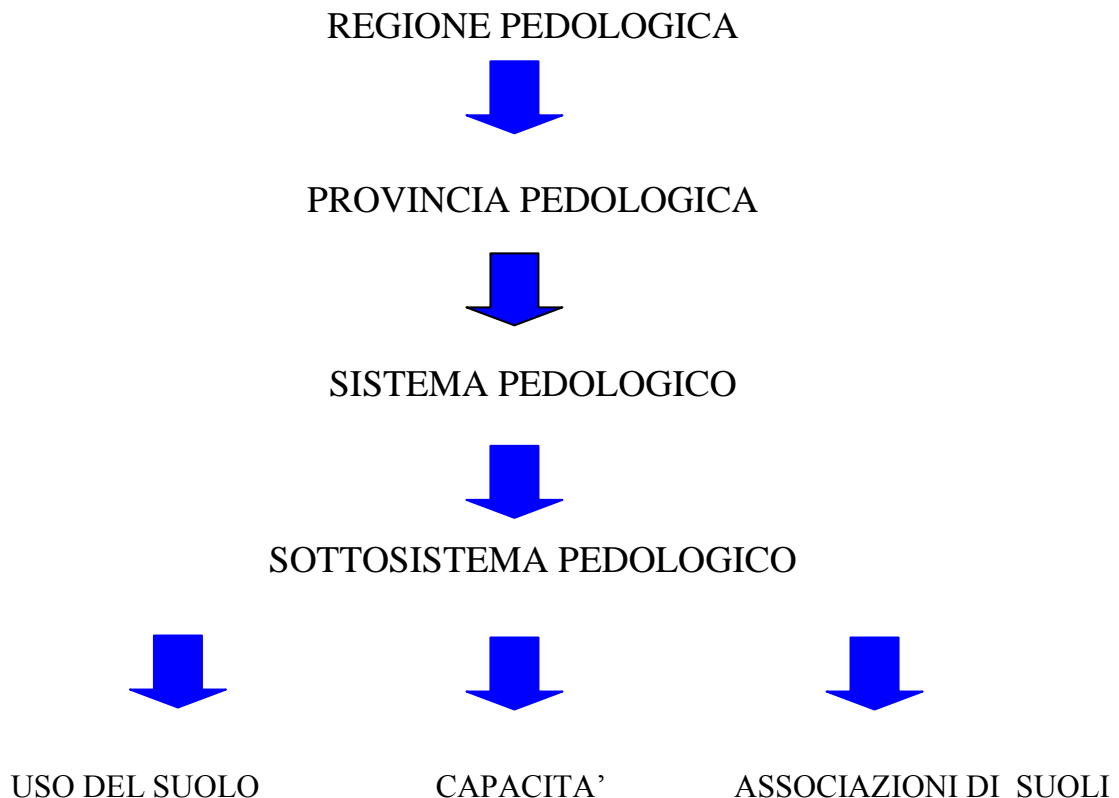 REGIONE PEDOLOGICA
PROVINCIA PEDOLOGICA
SISTEMA PEDOLOGICO
SOTTOSISTEMA PEDOLOGICO
USO DEL SUOLO CAPACITA’ ASSOCIAZIONI DI SUOLI